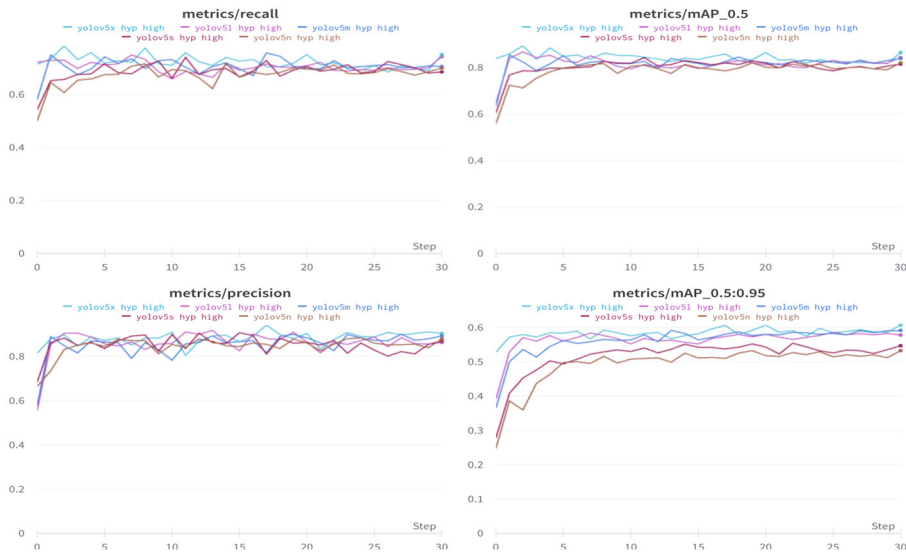 metrics/recall
yolov5x hyp high yolov5l hyp high yolov5m hyp high
yolov5s hyp high yolov5n hyp high
0.6
0.4
0.2
0
Step
0 5 10 15 20 25 30
metrics/mAP_0.5
yolov5x hyp high yolov5l hyp high yolov5m hyp high
yolov5s hyp high yolov5n hyp high
0.8
0.6
0.4
0.2
0
Step
0 5 10 15 20 25 30
metrics/precision
yolov5x hyp high yolov5l hyp high yolov5m hyp high
yolov5s hyp high yolov5n hyp high
0.8
0.6
0.4
0.2
0
Step
0 5 10 15 20 25 30
metrics/mAP_0.5:0.95
yolov5x hyp high yolov5l hyp high yolov5m hyp high
yolov5s hyp high yolov5n hyp high
0.6
0.5
0.4
0.3
0.2
0.1
0
Step
0 5 10 15 20 25 30